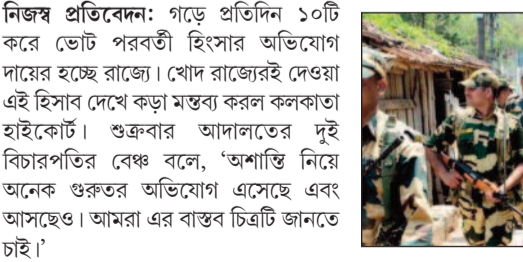 নিজস্ব প্রতিবেদন: গড়ে প্রতিদিন ১০টি
করে ভোট পরবর্তী হিংসার অভিযোগ
দায়ের হচ্ছে রাজ্যে। খোদ রাজ্যেরই দেওয়া
এই হিসাব দেখে কড়া মন্তব্য করল কলকাতা
হাইকোর্ট। শুক্রবার আদালতের দুই
বিচারপতির বেঞ্চ বলে, ‘অশান্তি নিয়ে
অনেক গুরুতর অভিযোগ এসেছে এবং
আসছেও। আমরা এর বাস্তব চিত্রটি জানতে
চাই।’